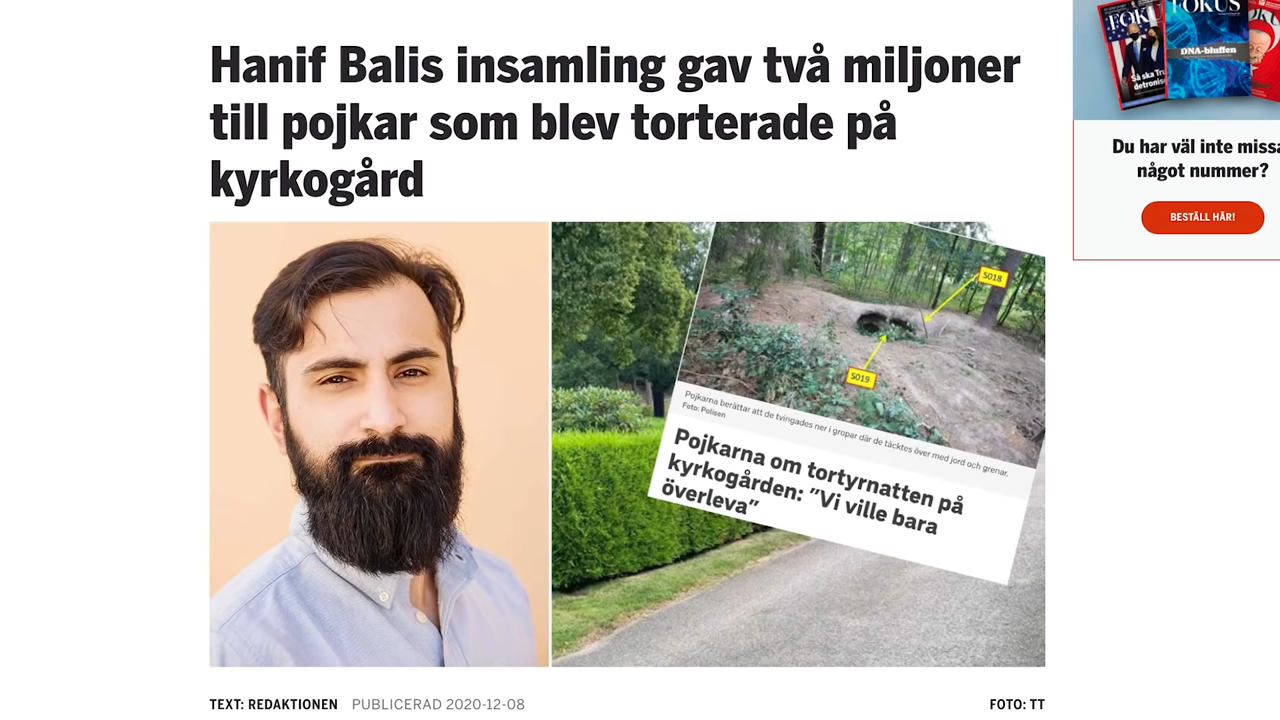 Hanif Balis insamling gav två miljoner
till pojkar som blev torterade på
kyrkogård
S018
S019
Pojkarna berättar att de tvingades ner i gropar där de täcktes över med jord och grenar.
Foto: Polisen
Pojkarna om tortyrnatten på
kyrkogården: ”Vi ville bara
överleva”
TEXT: REDAKTIONEN PUBLICERAD 2020-12-08
FOTO: TT
FOKUS
DNA-bluffen
Så ska
Du har väl inte
något nummer?
BESTÄLL HÄR!